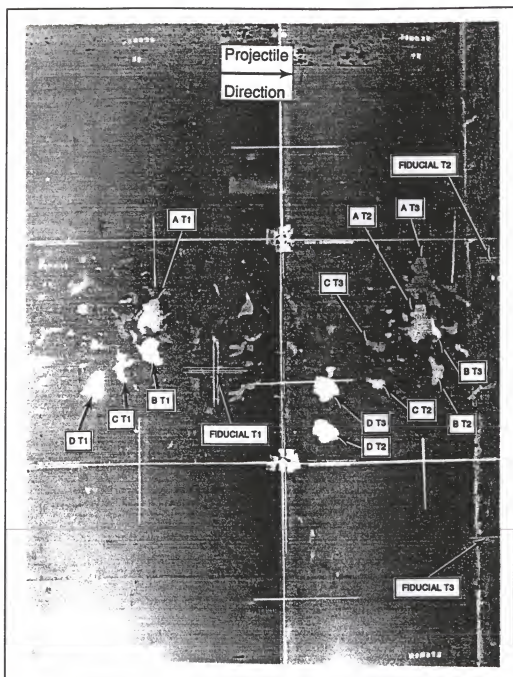 Projectile
Direction
FIDUCIAL T2
A T1
A T2
A T3
C T3
B T3
D T1
C T1
B T1
FIDUCIAL T1
D T3
C T2
B T2
D T2
FIDUCIAL T3